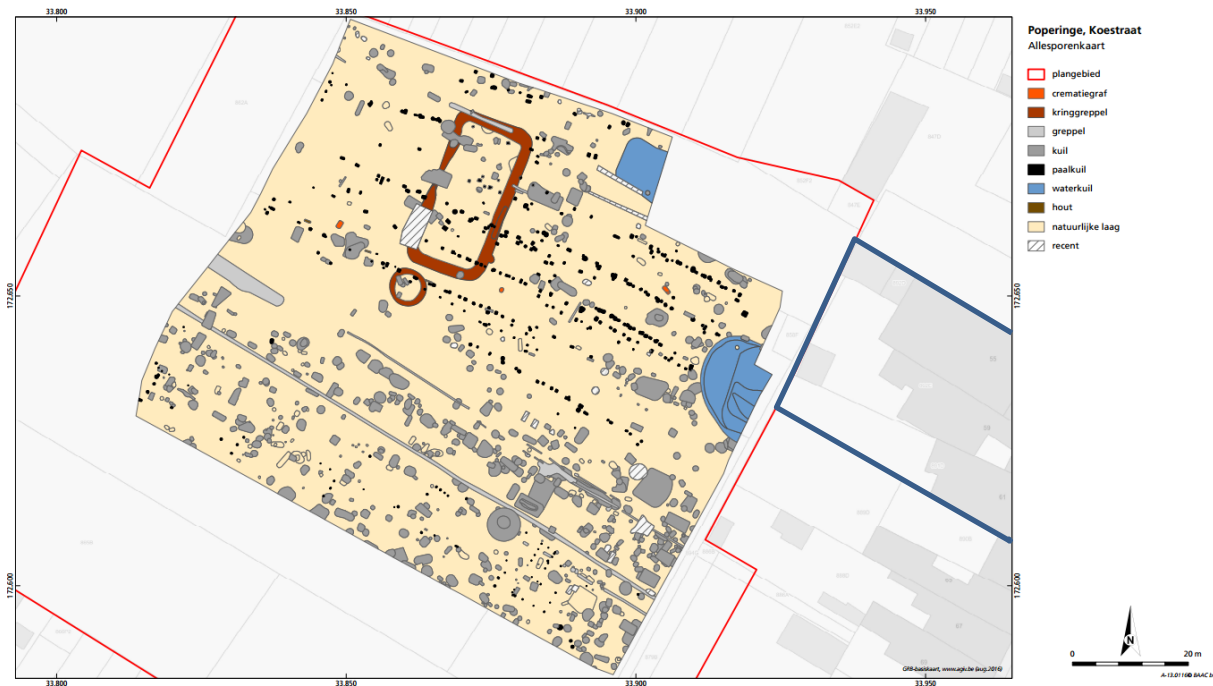 33.800
33.850
33.900
33.950
Poperinge, Koestraat
Allesporenkaart
plangebied
crematiegraf
kringgreppel
greppel
kuil
paalkuil
waterkuil
hout
natuurlijke laag
recent
172.650
172.650
172.600
172.600
N
0
20 m
GRB-basiskaart, www.agiv.be (aug.2016)
33.800
33.850
33.900
33.950